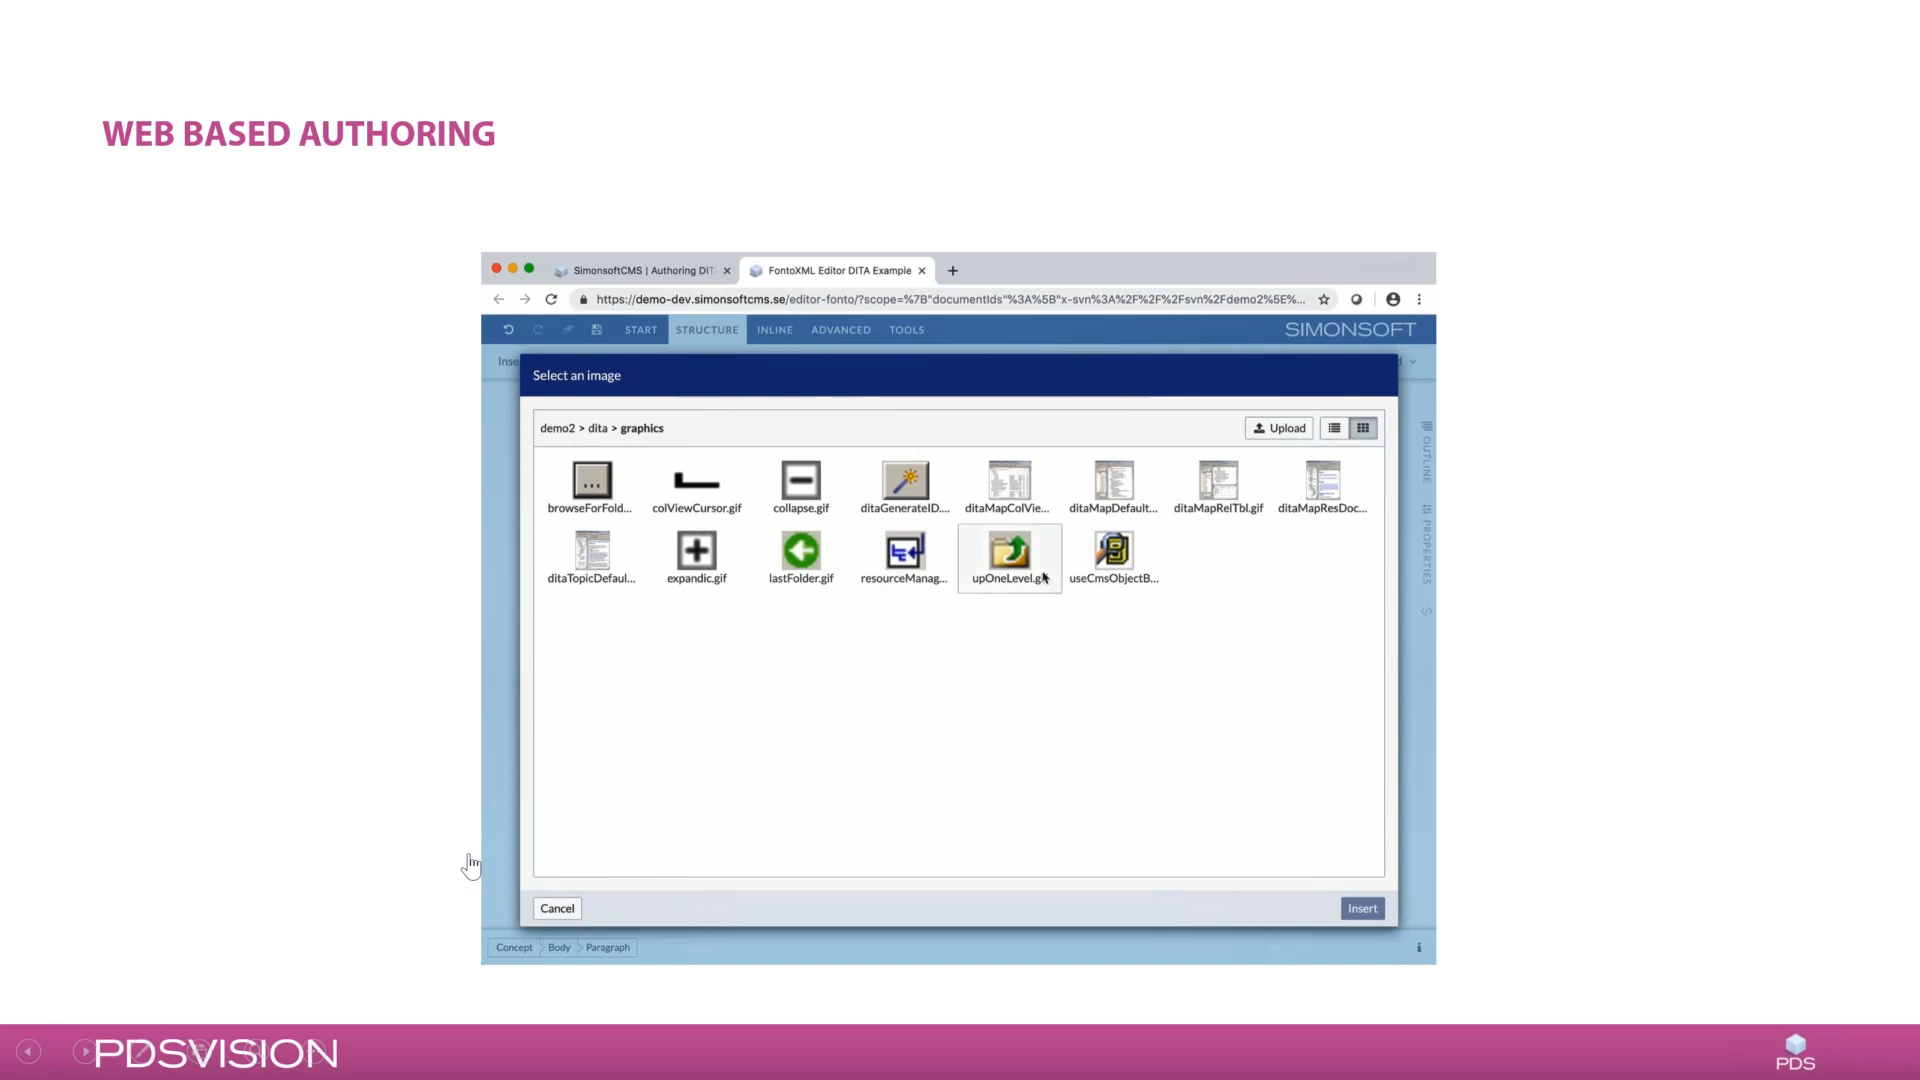 WEB BASED AUTHORING
SimonsoftCMS | Authoring DIT
FontoXML Editor DITA Example
https://demo-dev.simonsoftcms.se/editor-fonto/?scope=%7B"documentIds"%3A%5B"x-svn%3A%2F%2F%2Fsvn%2Fdemo2%5E%...
START STRUCTURE INLINE ADVANCED TOOLS SIMONSOFT
Inse
Select an image
demo2 > dita > graphics
Upload
browseForFold... colViewCursor.gif collapse.gif ditaGenerateID.... ditaMapColVie... ditaMapDefault... ditaMapRelTbl.gif ditaMapResDoc...
ditaTopicDefaul... expandic.gif lastFolder.gif resourceManag... upOneLevel.gif useCmsObjectB...
OUTLINE
PROPERTIES
Cancel Insert
Concept Body Paragraph
PDSVISION
PDS